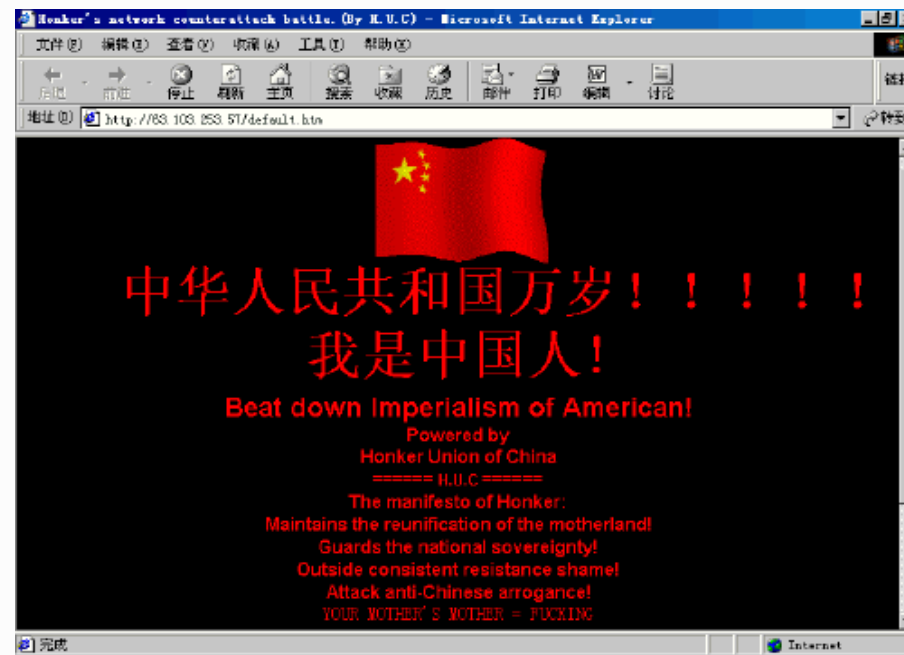 Honker's network counterattack battle.(By H.U.C) - Microsoft Internet Explorer
文件(F) 编辑(E) 查看(V) 收藏(A) 工具(T) 帮助(H)
后退 前进 停止 刷新 主页 搜索 收藏 历史 邮件 打印 编辑 讨论 链接
地址(D) http://63.103.253.57/default.htm 转到
中华人民共和国万岁！！！！！
我是中国人！
Beat down Imperialism of American!
Powered by
Honker Union of China
====== H.U.C ======
The manifesto of Honker:
Maintains the reunification of the motherland!
Guards the national sovereignty!
Outside consistent resistance shame!
Attack anti-Chinese arrogance!
YOUR MOTHER'S MOTHER = FUCKING
完成 Internet